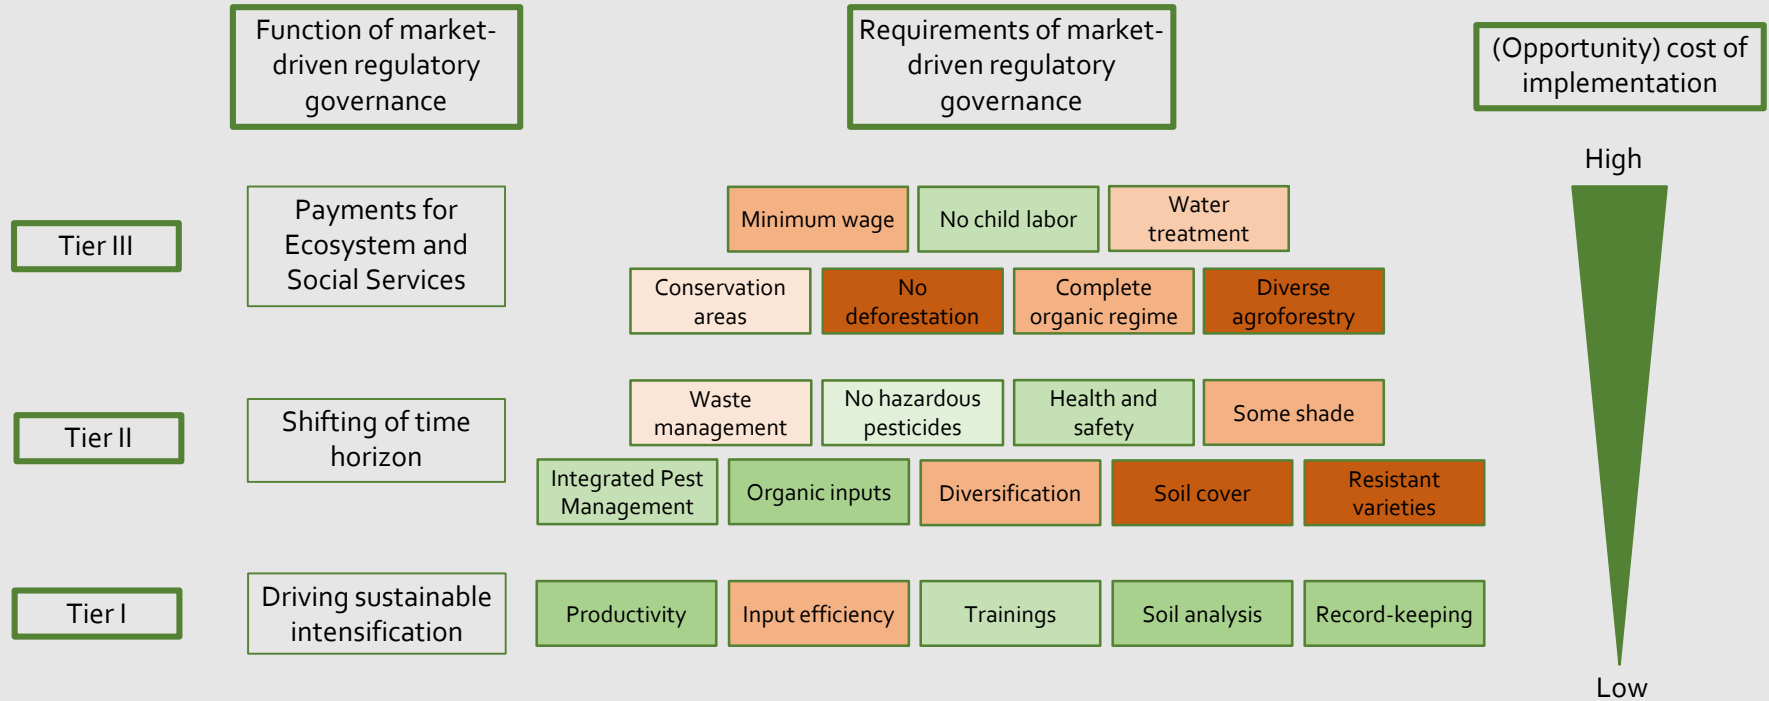 Function of market-
driven regulatory
governance
Requirements of market-
driven regulatory
governance
(Opportunity) cost of
implementation
High
Tier III
Payments for
Ecosystem and
Social Services
Minimum wage
No child labor
Water
treatment
Conservation
areas
No
deforestation
Complete
organic regime
Diverse
agroforestry
Tier II
Shifting of time
horizon
Waste
management
No hazardous
pesticides
Health and
safety
Some shade
Integrated Pest
Management
Organic inputs
Diversification
Soil cover
Resistant
varieties
Tier I
Driving sustainable
intensification
Productivity
Input efficiency
Trainings
Soil analysis
Record-keeping
Low